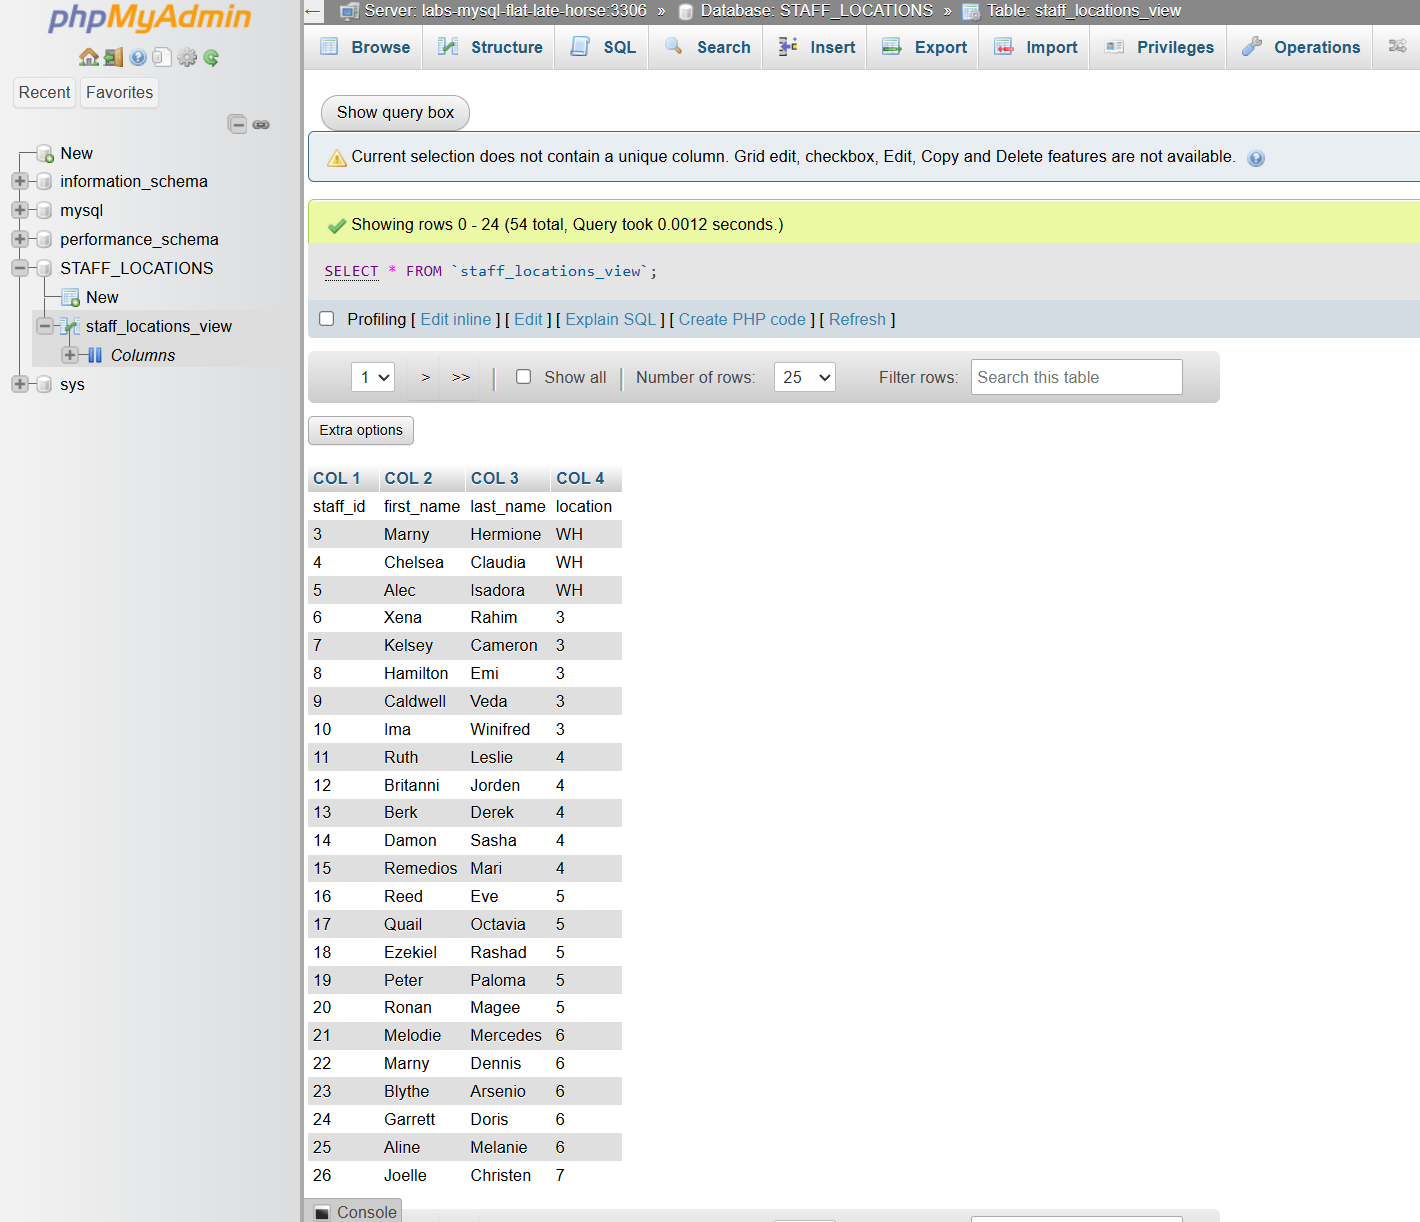 phpMyAdmin
Recent Favorites
New
information_schema
mysql
performance_schema
STAFF_LOCATIONS
New
staff_locations_view
Columns
sys
Server: labs-mysql-flat-late-horse:3306 » Database: STAFF_LOCATIONS » Table: staff_locations_view
Browse Structure SQL Search Insert Export Import Privileges Operations
Show query box
Current selection does not contain a unique column. Grid edit, checkbox, Edit, Copy and Delete features are not available.
Showing rows 0 - 24 (54 total, Query took 0.0012 seconds.)
SELECT * FROM `staff_locations_view`;
Profiling [ Edit inline ] [ Edit ] [ Explain SQL ] [ Create PHP code ] [ Refresh ]
1 > >> | Show all | Number of rows: 25 Filter rows: Search this table
Extra options
COL 1 COL 2 COL 3 COL 4
staff_id first_name last_name location
3 Marny Hermione WH
4 Chelsea Claudia WH
5 Alec Isadora WH
6 Xena Rahim 3
7 Kelsey Cameron 3
8 Hamilton Emi 3
9 Caldwell Veda 3
10 Ima Winifred 3
11 Ruth Leslie 4
12 Britanni Jorden 4
13 Berk Derek 4
14 Damon Sasha 4
15 Remedios Mari 4
16 Reed Eve 5
17 Quail Octavia 5
18 Ezekiel Rashad 5
19 Peter Paloma 5
20 Ronan Magee 5
21 Melodie Mercedes 6
22 Marny Dennis 6
23 Blythe Arsenio 6
24 Garrett Doris 6
25 Aline Melanie 6
26 Joelle Christen 7
Console